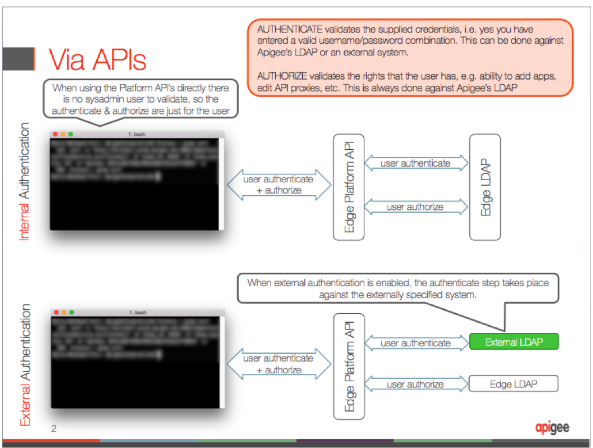 AUTHENTICATE validates the supplied credentials, i.e. yes you have
entered a valid username/password combination. This can be done against
Apigee's LDAP or an external system.
AUTHORIZE validates the rights that the user has, e.g. ability to add apps,
edit API proxies, etc. This is always done against Apigee's LDAP
Via APIs
When using the Platform API's directly there
is no sysadmin user to validate, so the
authenticate & authorize are just for the user
Internal Authentication
1. bash
user authenticate
+ authorize
Edge Platform API
user authenticate
user authorize
Edge LDAP
When external authentication is enabled, the authenticate step takes place
against the externally specified system.
External Authentication
1. bash
user authenticate
+ authorize
Edge Platform API
user authenticate
External LDAP
user authorize
Edge LDAP
2
apigee